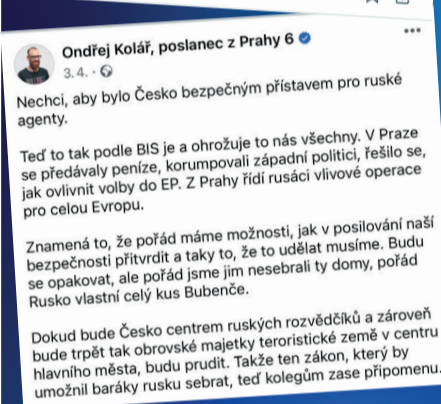 Ondřej Kolář, poslanec z Prahy 6
3. 4. ·
Nechci, aby bylo Česko bezpečným přístavem pro ruské
agenty.
Teď to tak podle BIS je a ohrožuje to nás všechny. V Praze
se předávaly peníze, korumpovali západní politici, řešilo se,
jak ovlivnit volby do EP. Z Prahy řídí rusáci vlivové operace
pro celou Evropu.
Znamená to, že pořád máme možnosti, jak v posilování naší
bezpečnosti přitvrdit a taky to, že to udělat musíme. Budu
se opakovat, ale pořád jsme jim nesebrali ty domy, pořád
Rusko vlastní celý kus Bubenče.
Dokud bude Česko centrem ruských rozvědčíků a zároveň
bude trpět tak obrovské majetky teroristické země v centru
hlavního města, budu prudit. Takže ten zákon, který by
umožnil baráky rusku sebrat, teď kolegům zase připomenu.